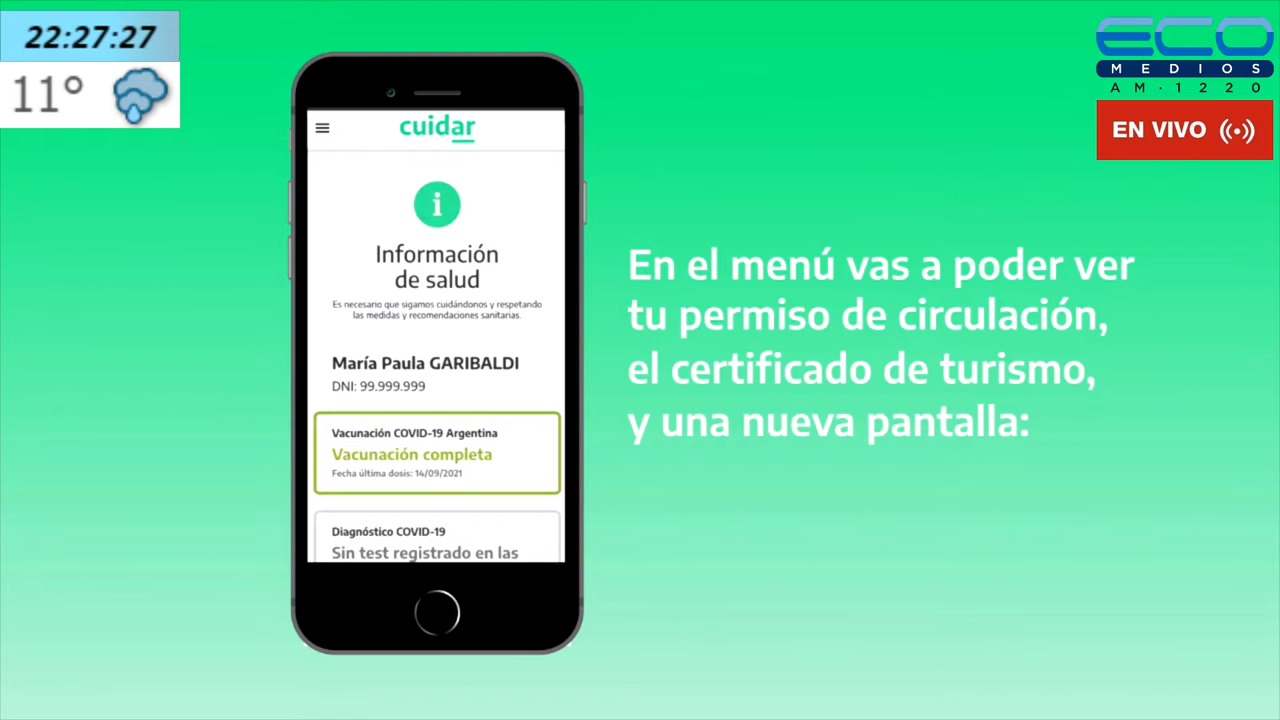 22:27:27
11°
ECO
MEDIOS
AM·1220
EN VIVO
cuidar
i
Información
de salud
Es necesario que sigamos cuidándonos y respetando
las medidas y recomendaciones sanitarias.
María Paula GARIBALDI
DNI: 99.999.999
Vacunación COVID-19 Argentina
Vacunación completa
Fecha última dosis: 14/09/2021
Diagnóstico COVID-19
Sin test registrado en las
En el menú vas a poder ver
tu permiso de circulación,
el certificado de turismo,
y una nueva pantalla: